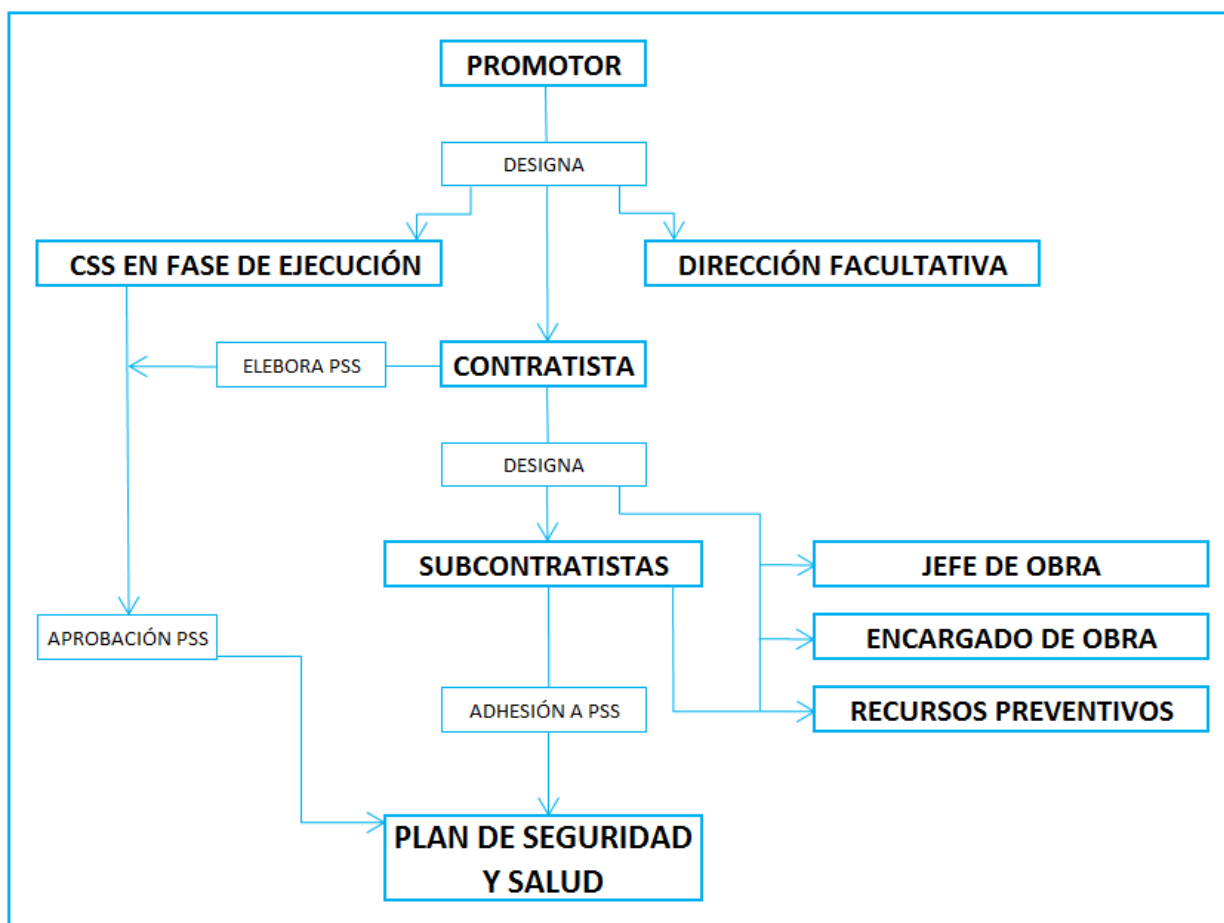 PROMOTOR
DESIGNA
CSS EN FASE DE EJECUCIÓN
DIRECCIÓN FACULTATIVA
ELEBORA PSS
CONTRATISTA
DESIGNA
SUBCONTRATISTAS
JEFE DE OBRA
APROBACIÓN PSS
ENCARGADO DE OBRA
ADHESIÓN A PSS
RECURSOS PREVENTIVOS
PLAN DE SEGURIDAD
Y SALUD